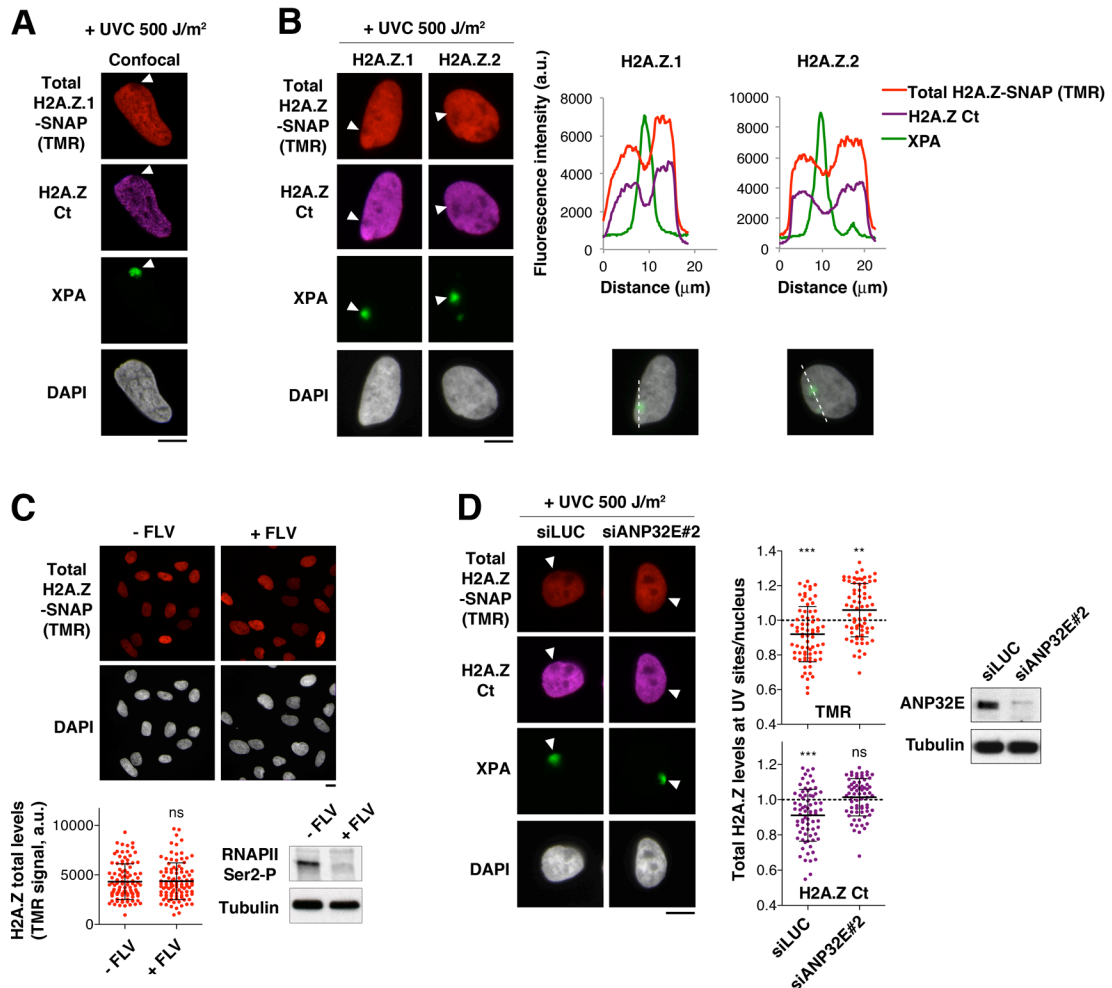 A
+ UVC 500 J/m²
Confocal
Total
H2A.Z.1
-SNAP
(TMR)
H2A.Z
Ct
XPA
DAPI
B
+ UVC 500 J/m²
H2A.Z.1
H2A.Z.2
Total
H2A.Z
-SNAP
(TMR)
H2A.Z
Ct
XPA
DAPI
Fluorescence intensity (a.u.)
H2A.Z.1
8000
6000
4000
2000
0
0
10
20
Distance (μm)
H2A.Z.2
10000
8000
6000
4000
2000
0
0
10
20
Distance (μm)
Total H2A.Z-SNAP (TMR)
H2A.Z Ct
XPA
C
- FLV
+ FLV
Total
H2A.Z
-SNAP
(TMR)
DAPI
H2A.Z total levels
(TMR signal, a.u.)
10000
5000
0
ns
- FLV
+ FLV
- FLV
+ FLV
RNAPII
Ser2-P
Tubulin
D
+ UVC 500 J/m²
siLUC
siANP32E#2
Total
H2A.Z
-SNAP
(TMR)
H2A.Z
Ct
XPA
DAPI
Total H2A.Z levels at UV sites/nucleus
1.4
1.2
1.0
0.8
0.6
0.4
***
**
TMR
1.2
1.0
0.8
0.6
0.4
***
ns
H2A.Z Ct
siLUC
siANP32E#2
siLUC
siANP32E#2
ANP32E
Tubulin